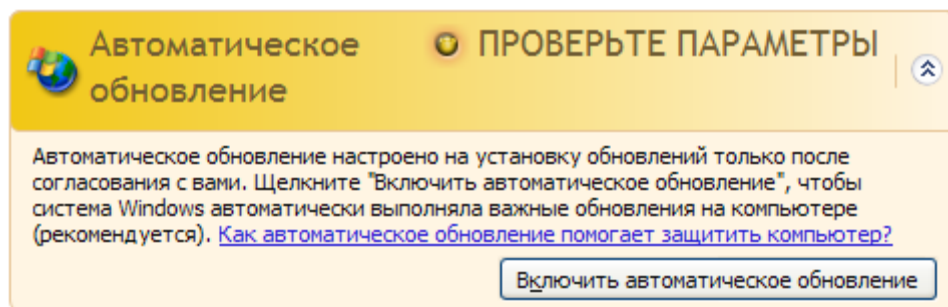 Автоматическое обновление
ПРОВЕРЬТЕ ПАРАМЕТРЫ
Автоматическое обновление настроено на установку обновлений только после
согласования с вами. Щелкните "Включить автоматическое обновление", чтобы
система Windows автоматически выполняла важные обновления на компьютере
(рекомендуется). Как автоматическое обновление помогает защитить компьютер?
Включить автоматическое обновление